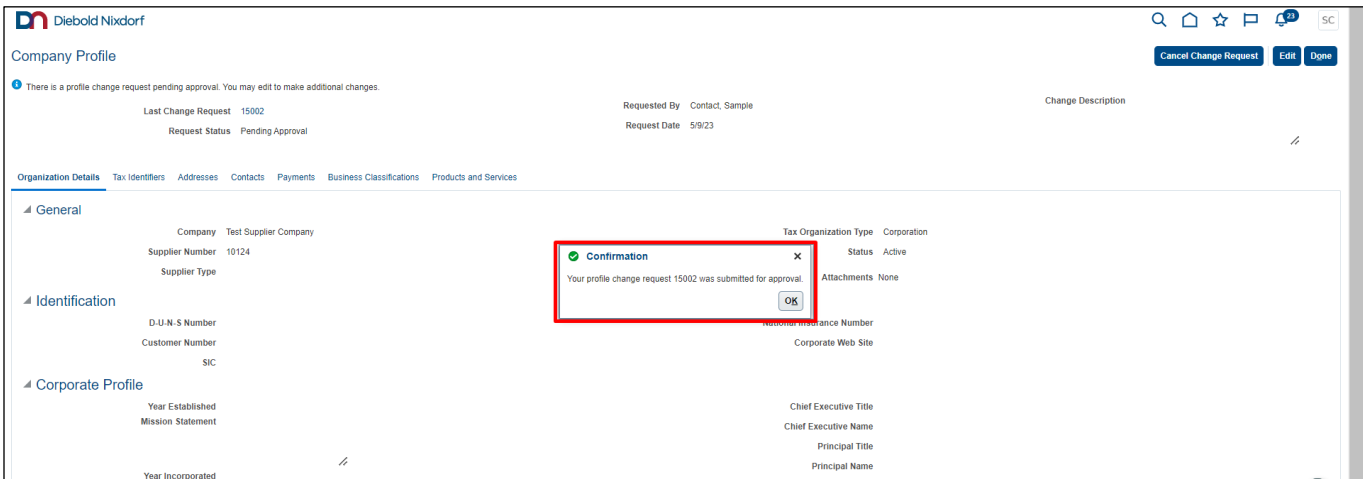 DN Diebold Nixdorf
23
SC
Company Profile
Cancel Change Request Edit Done
There is a profile change request pending approval. You may edit to make additional changes.
Last Change Request 15002
Requested By Contact, Sample
Change Description
Request Status Pending Approval
Request Date 5/9/23
Organization Details Tax Identifiers Addresses Contacts Payments Business Classifications Products and Services
General
Company Test Supplier Company
Tax Organization Type Corporation
Supplier Number 10124
Status Active
Supplier Type
Attachments None
Confirmation
Your profile change request 15002 was submitted for approval.
OK
Identification
D-U-N-S Number
National Insurance Number
Customer Number
Corporate Web Site
SIC
Corporate Profile
Year Established
Chief Executive Title
Mission Statement
Chief Executive Name
Principal Title
Principal Name
Year Incorporated